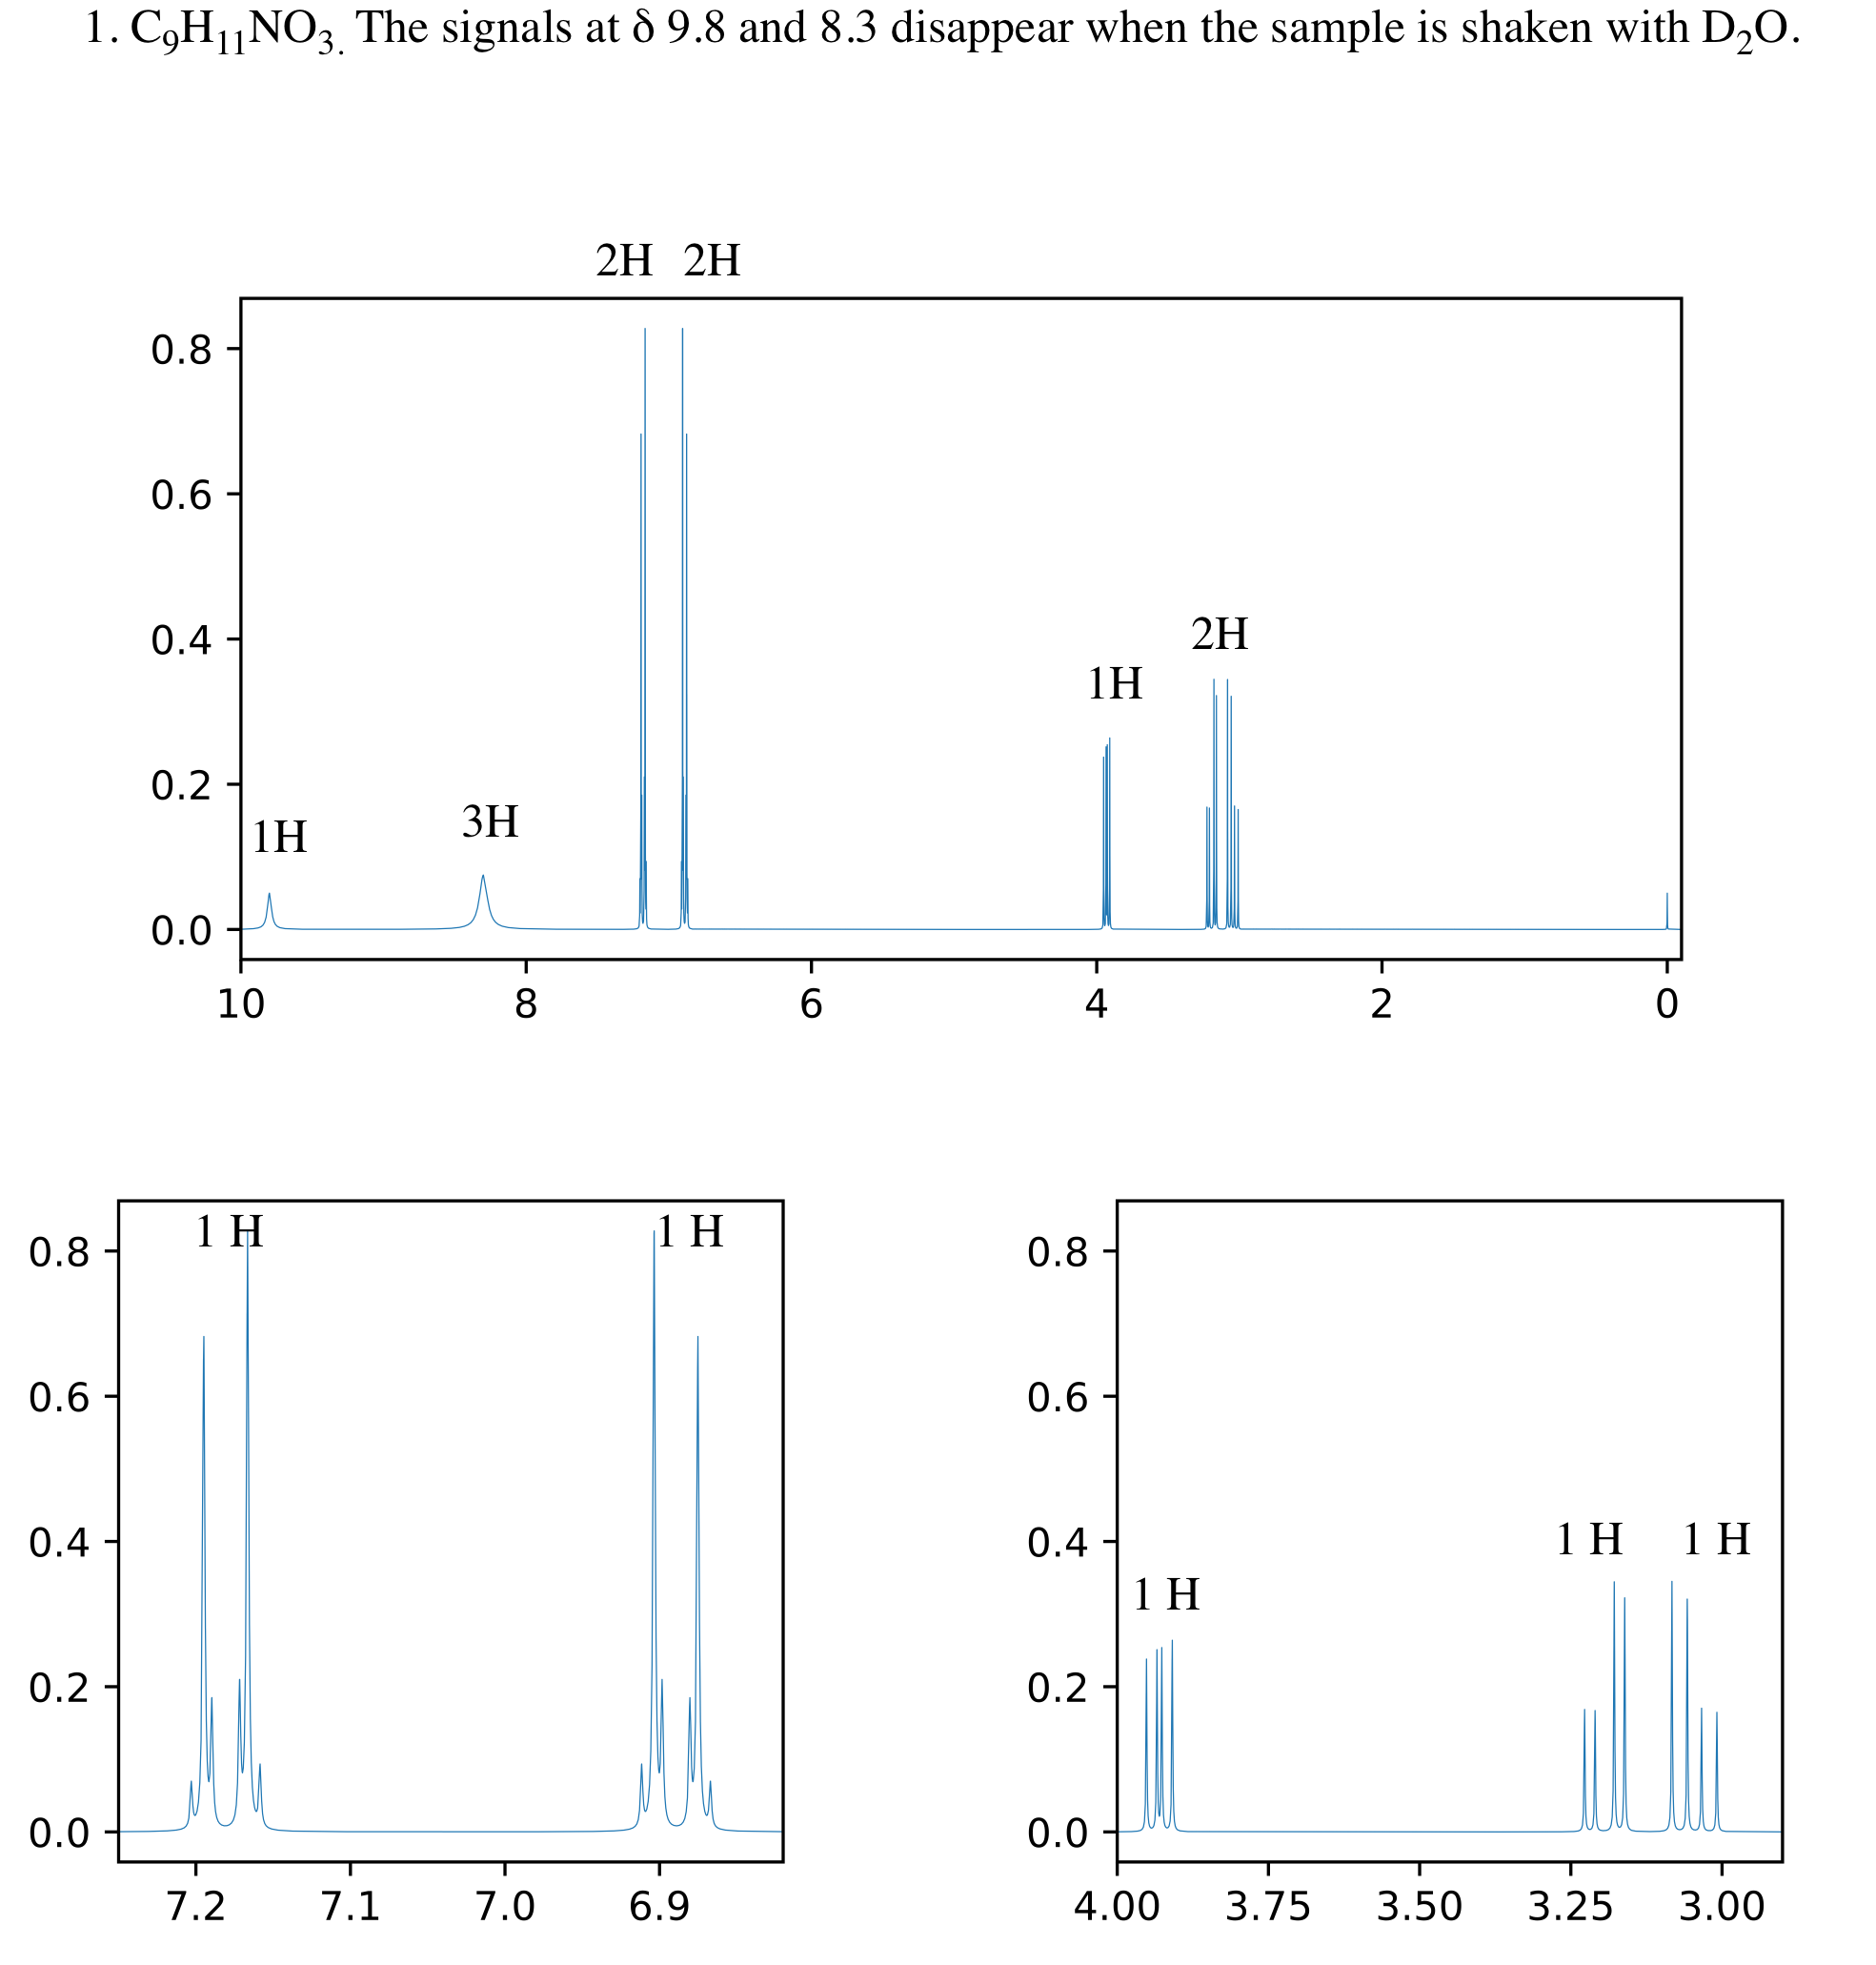 1. C₉H₁₁NO₃. The signals at δ 9.8 and 8.3 disappear when the sample is shaken with D₂O.
2H 2H
0.8
0.6
2H
0.4
1H
3H
0.2
1H
0.0
10 8 6 4 2 0
1 H 1 H
0.8
0.6
0.4
0.2
0.0
7.2 7.1 7.0 6.9
0.8
0.6
1 H 1 H
0.4
1 H
0.2
0.0
4.00 3.75 3.50 3.25 3.00